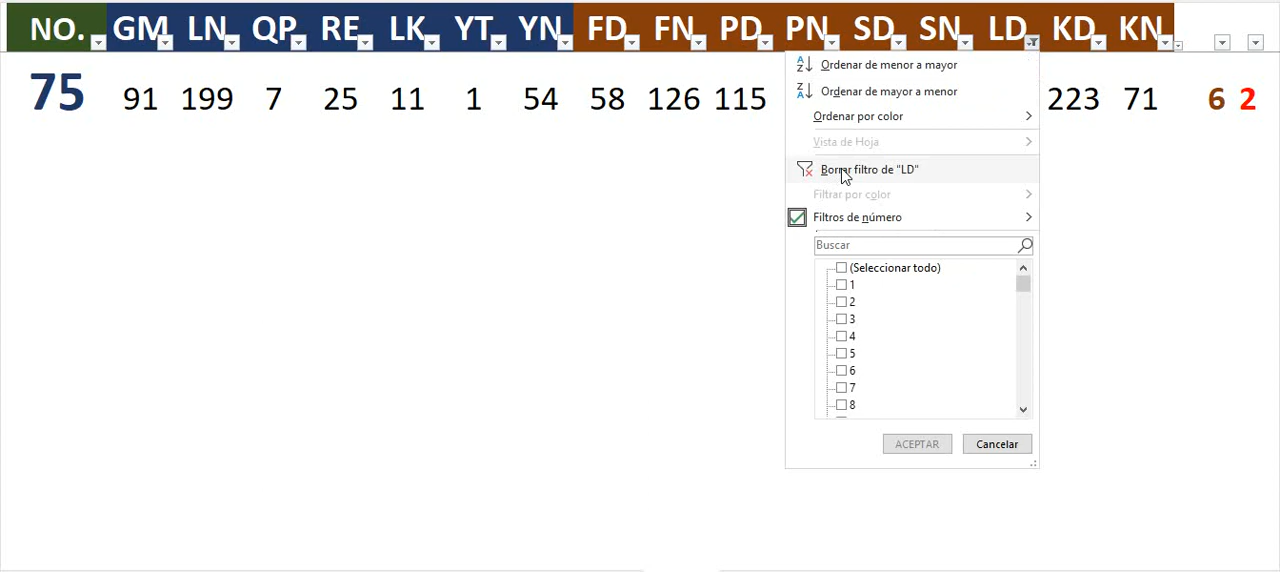 NO. GM LN QP RE LK YT YN FD FN PD PN SD SN LD KD KN
75 91 199 7 25 11 1 54 58 126 115 223 71 6 2
Ordenar de menor a mayor
Ordenar de mayor a menor
Ordenar por color
Vista de Hoja
Borrar filtro de "LD"
Filtrar por color
Filtros de número
Buscar
(Seleccionar todo)
1
2
3
4
5
6
7
8
ACEPTAR Cancelar